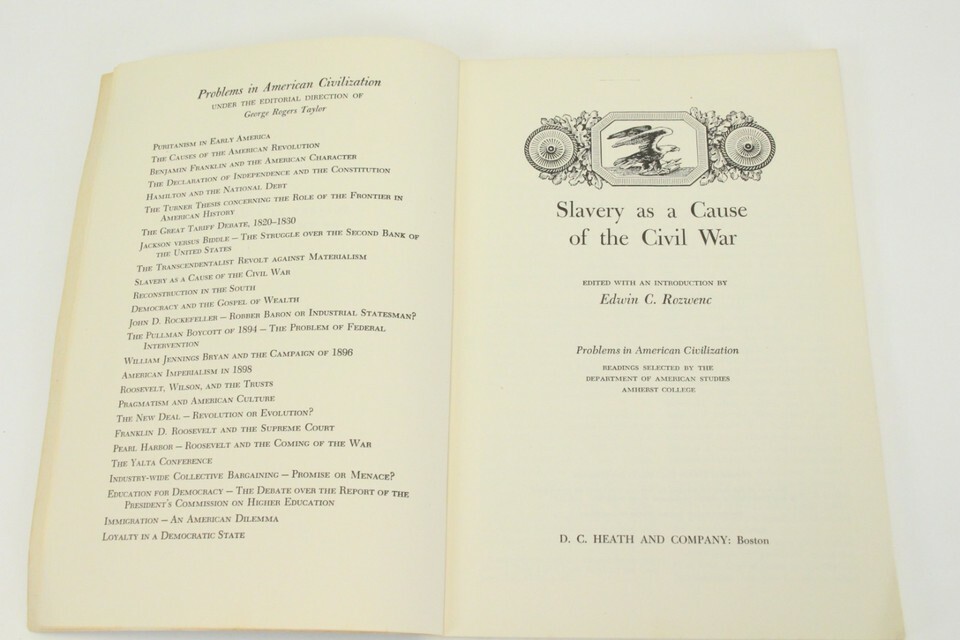 Problems in American Civilization
UNDER THE EDITORIAL DIRECTION OF
George Rogers Taylor
PURITANISM IN EARLY AMERICA
THE CAUSES OF THE AMERICAN REVOLUTION
BENJAMIN FRANKLIN AND THE AMERICAN CHARACTER
THE DECLARATION OF INDEPENDENCE AND THE CONSTITUTION
HAMILTON AND THE NATIONAL DEBT
THE TURNER THESIS CONCERNING THE ROLE OF THE FRONTIER IN
AMERICAN HISTORY
THE GREAT TARIFF DEBATE, 1820–1830
JACKSON VERSUS BIDDLE – THE STRUGGLE OVER THE SECOND BANK OF
THE UNITED STATES
THE TRANSCENDENTALIST REVOLT AGAINST MATERIALISM
SLAVERY AS A CAUSE OF THE CIVIL WAR
RECONSTRUCTION IN THE SOUTH
DEMOCRACY AND THE GOSPEL OF WEALTH
JOHN D. ROCKEFELLER – ROBBER BARON OR INDUSTRIAL STATESMAN?
THE PULLMAN BOYCOTT OF 1894 – THE PROBLEM OF FEDERAL
INTERVENTION
WILLIAM JENNINGS BRYAN AND THE CAMPAIGN OF 1896
AMERICAN IMPERIALISM IN 1898
ROOSEVELT, WILSON, AND THE TRUSTS
PRAGMATISM AND AMERICAN CULTURE
THE NEW DEAL – REVOLUTION OR EVOLUTION?
FRANKLIN D. ROOSEVELT AND THE SUPREME COURT
PEARL HARBOR – ROOSEVELT AND THE COMING OF THE WAR
THE YALTA CONFERENCE
INDUSTRY-WIDE COLLECTIVE BARGAINING – PROMISE OR MENACE?
EDUCATION FOR DEMOCRACY – THE DEBATE OVER THE REPORT OF THE
PRESIDENT'S COMMISSION ON HIGHER EDUCATION
IMMIGRATION – AN AMERICAN DILEMMA
LOYALTY IN A DEMOCRATIC STATE
Slavery as a Cause
of the Civil War
EDITED WITH AN INTRODUCTION BY
Edwin C. Rozwenc
Problems in American Civilization
READINGS SELECTED BY THE
DEPARTMENT OF AMERICAN STUDIES
AMHERST COLLEGE
D. C. HEATH AND COMPANY: Boston